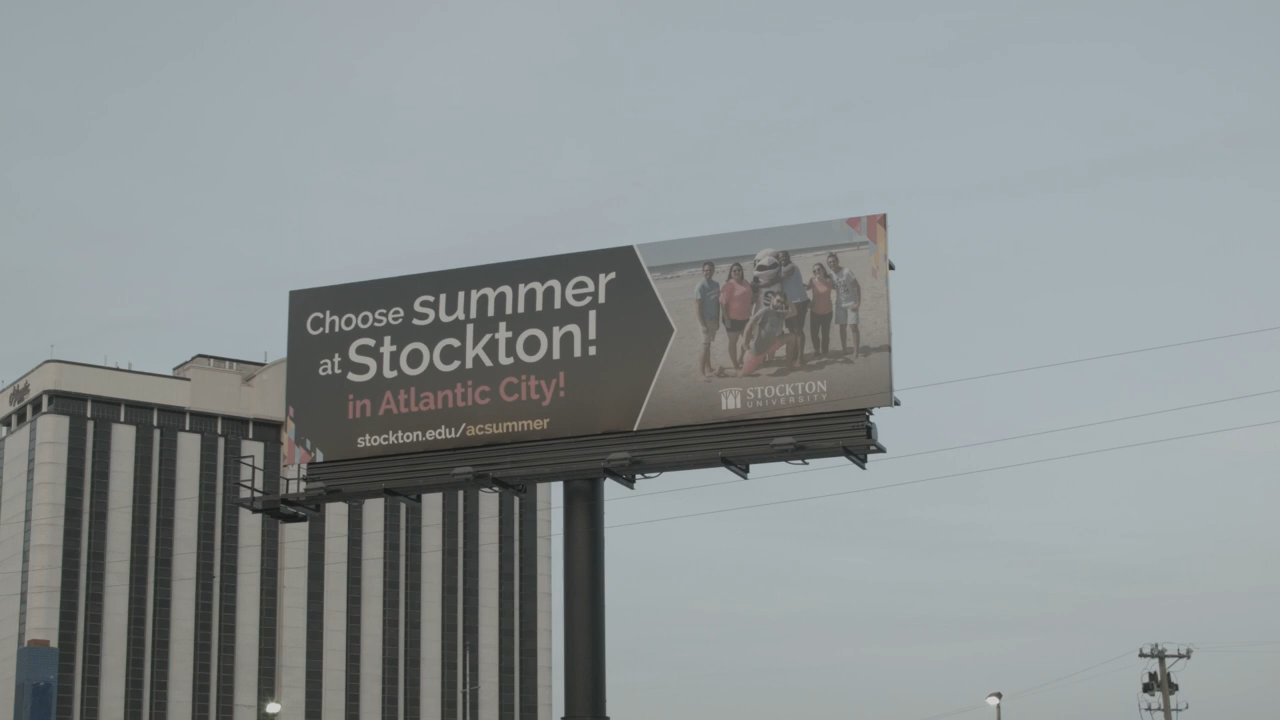 Choose summer
at Stockton!
in Atlantic City!
stockton.edu/acsummer
STOCKTON
UNIVERSITY